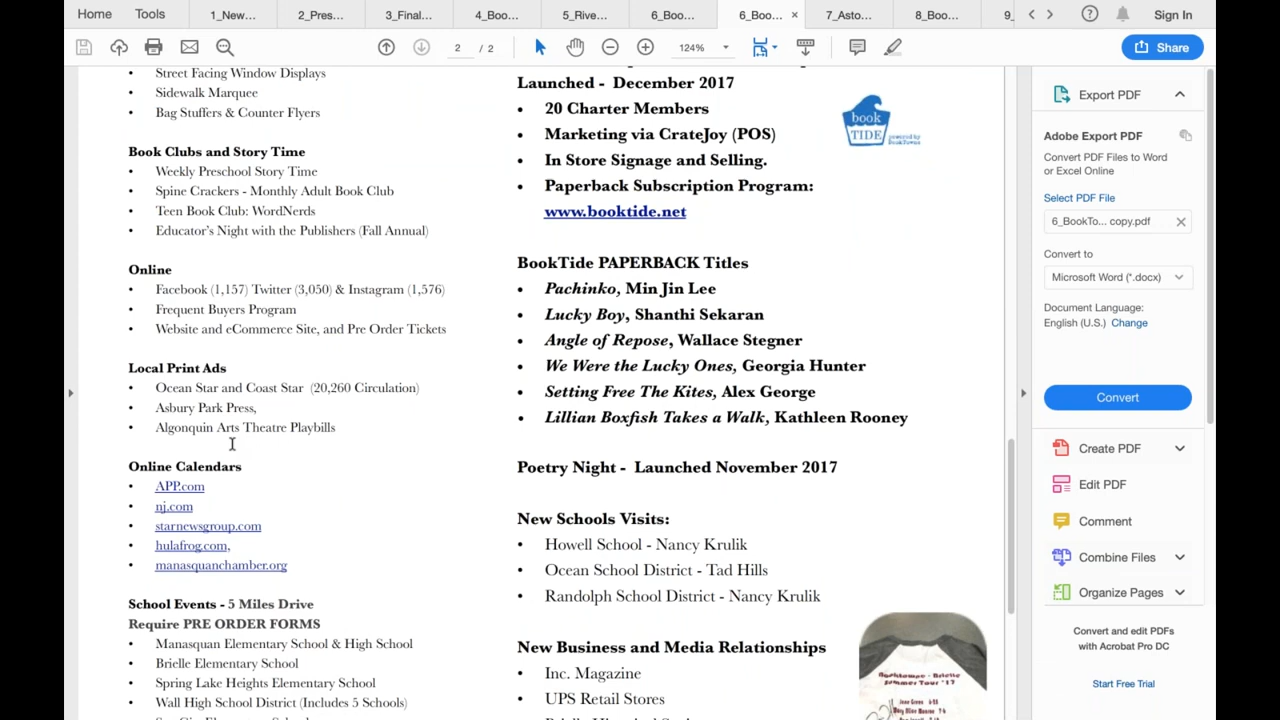 Home
Tools
1_New...
2_Pres...
3_Final...
4_Boo...
5_Rive...
6_Boo...
6_Boo...
×
7_Asto...
8_Boo...
9_
Sign In
2 / 2
124%
Share
Street Facing Window Displays
Sidewalk Marquee
Bag Stuffers & Counter Flyers
Book Clubs and Story Time
Weekly Preschool Story Time
Spine Crackers - Monthly Adult Book Club
Teen Book Club: WordNerds
Educator's Night with the Publishers (Fall Annual)
Online
Facebook (1,157) Twitter (3,050) & Instagram (1,576)
Frequent Buyers Program
Website and eCommerce Site, and Pre Order Tickets
Local Print Ads
Ocean Star and Coast Star (20,260 Circulation)
Asbury Park Press,
Algonquin Arts Theatre Playbills
Online Calendars
APP.com
nj.com
starnewsgroup.com
hulafrog.com,
manasquanchamber.org
School Events - 5 Miles Drive
Require PRE ORDER FORMS
Manasquan Elementary School & High School
Brielle Elementary School
Spring Lake Heights Elementary School
Wall High School District (Includes 5 Schools)
Launched - December 2017
20 Charter Members
Marketing via CrateJoy (POS)
In Store Signage and Selling.
Paperback Subscription Program:
www.booktide.net
book
TIDE
powered by
BookTowne
BookTide PAPERBACK Titles
Pachinko, Min Jin Lee
Lucky Boy, Shanthi Sekaran
Angle of Repose, Wallace Stegner
We Were the Lucky Ones, Georgia Hunter
Setting Free The Kites, Alex George
Lillian Boxfish Takes a Walk, Kathleen Rooney
Poetry Night - Launched November 2017
New Schools Visits:
Howell School - Nancy Krulik
Ocean School District - Tad Hills
Randolph School District - Nancy Krulik
New Business and Media Relationships
Inc. Magazine
UPS Retail Stores
Booktowne - Brielle
Summer Tour '17
Export PDF
Adobe Export PDF
Convert PDF Files to Word
or Excel Online
Select PDF File
6_BookTo... copy.pdf
Convert to
Microsoft Word (*.docx)
Document Language:
English (U.S.) Change
Convert
Create PDF
Edit PDF
Comment
Combine Files
Organize Pages
Convert and edit PDFs
with Acrobat Pro DC
Start Free Trial